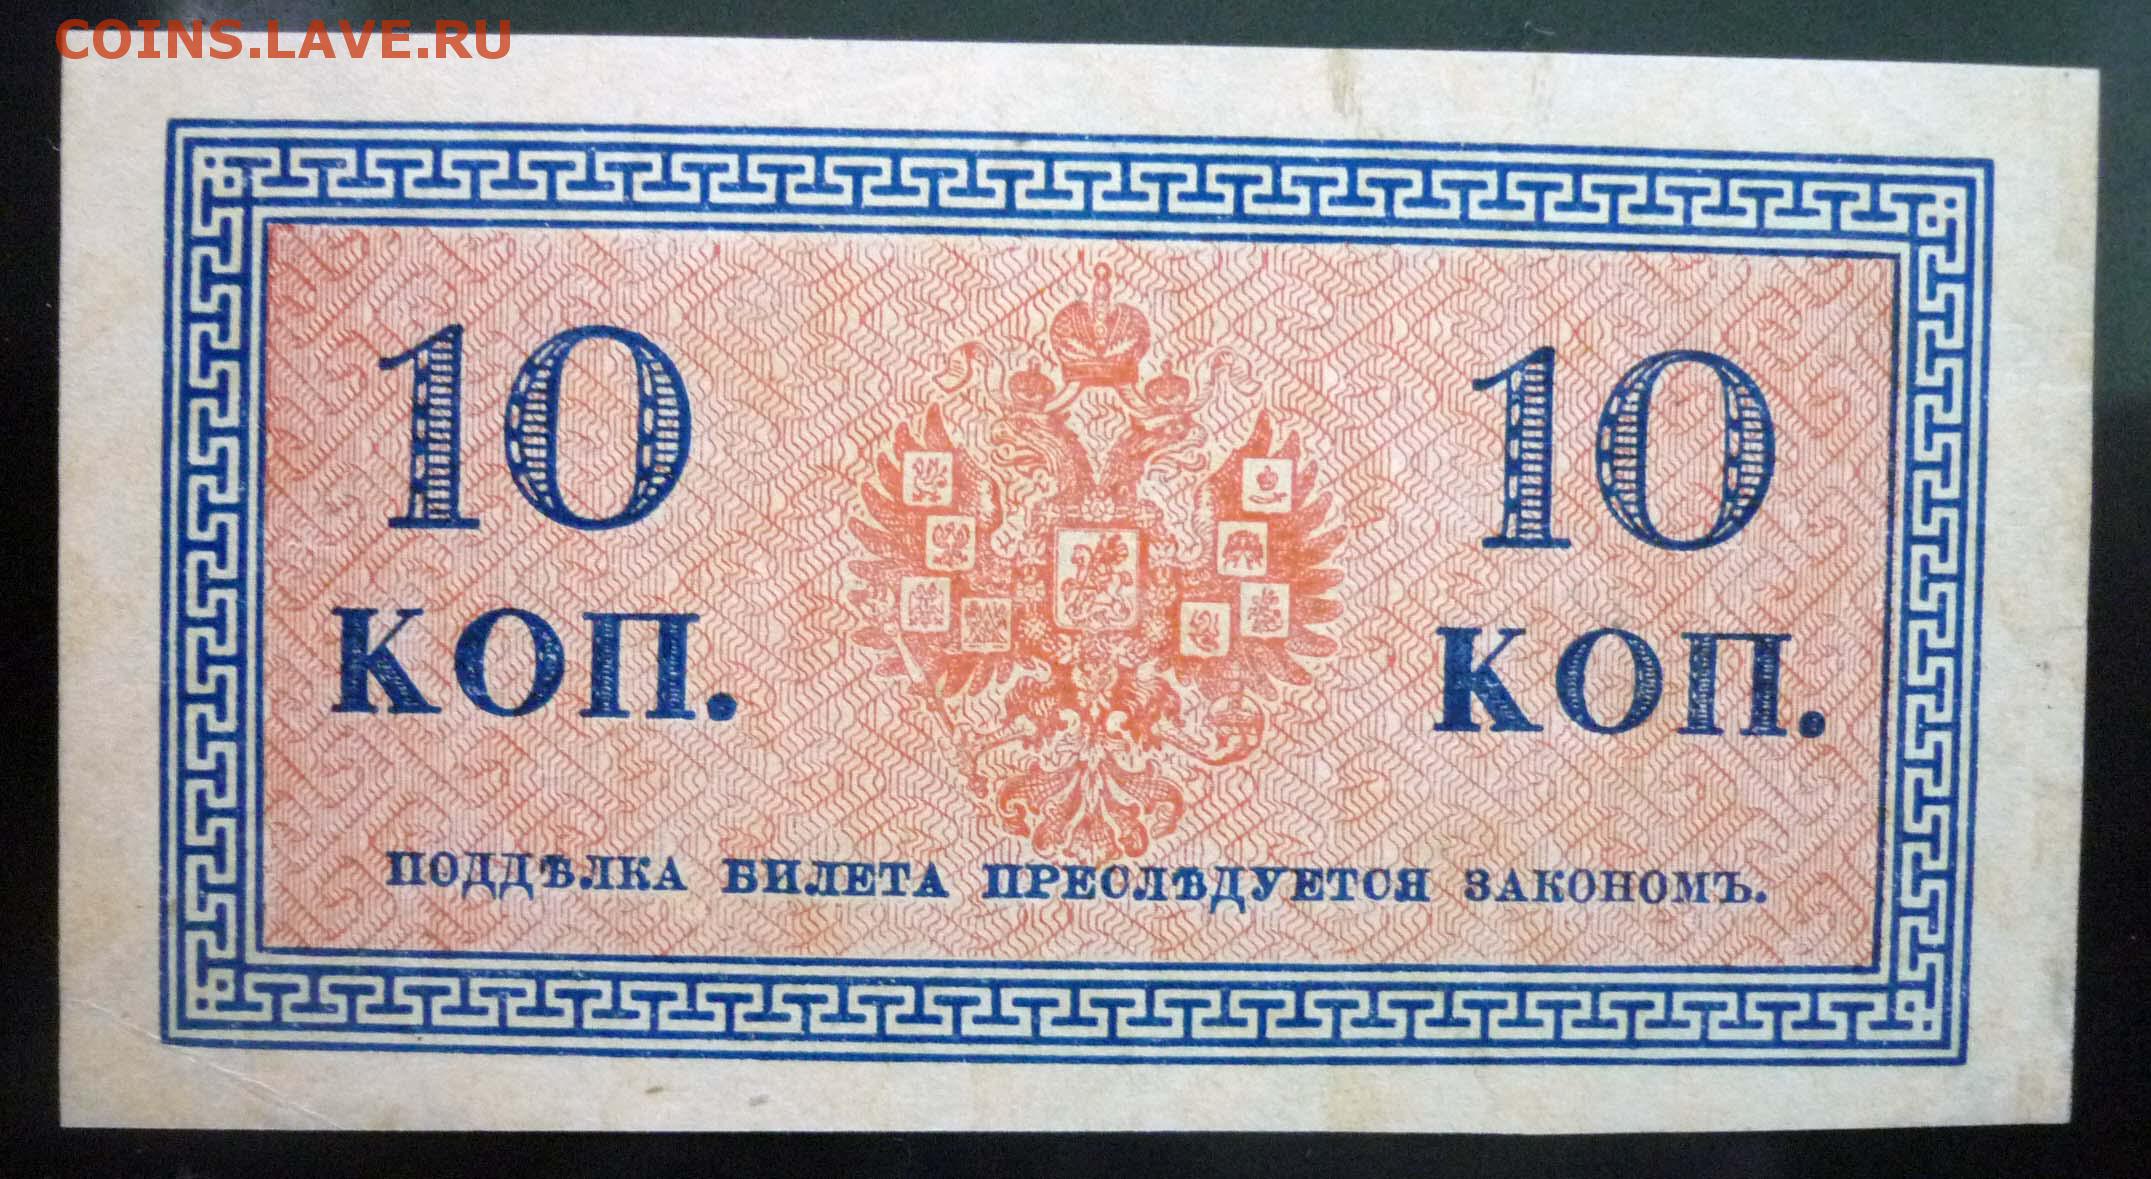 COINS.LAVE.RU
10 10
КОП. КОП.
ПОДДѢЛКА БИЛЕТА ПРЕСЛѢДУЕТСЯ ЗАКОНОМЪ.